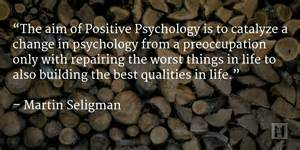 “The aim of Positive Psychology is to catalyze a
change in psychology from a preoccupation
only with repairing the worst things in life to
also building the best qualities in life.”
– Martin Seligman